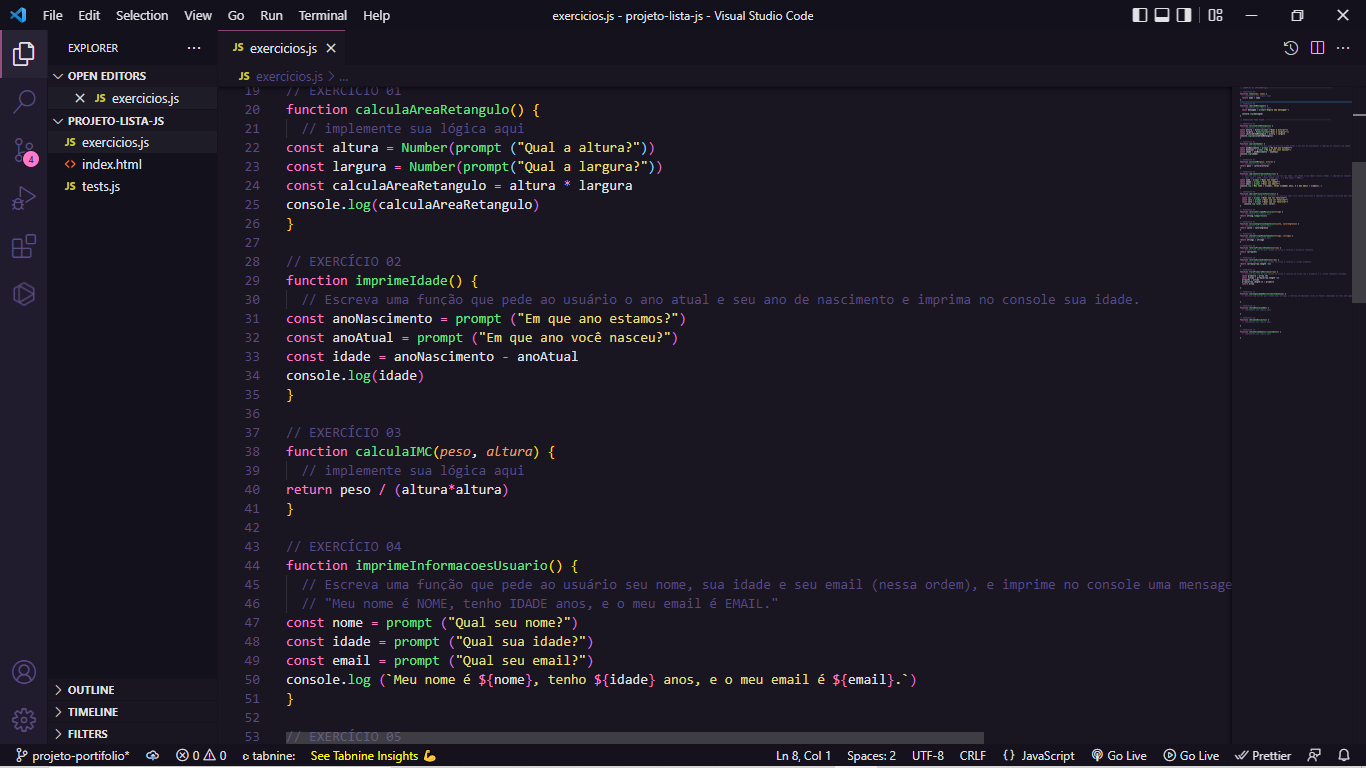 File Edit Selection View Go Run Terminal Help exercicios.js - projeto-lista-js - Visual Studio Code
EXPLORER ···
OPEN EDITORS
JS exercicios.js
PROJETO-LISTA-JS
JS exercicios.js
<> index.html
JS tests.js
OUTLINE
TIMELINE
FILTERS
4
JS exercicios.js
JS exercicios.js > ...
19 // EXERCÍCIO 01
20 function calculaAreaRetangulo() {
21 // implemente sua lógica aqui
22 const altura = Number(prompt ("Qual a altura?"))
23 const largura = Number(prompt("Qual a largura?"))
24 const calculaAreaRetangulo = altura * largura
25 console.log(calculaAreaRetangulo)
26 }
27
28 // EXERCÍCIO 02
29 function imprimeIdade() {
30 // Escreva uma função que pede ao usuário o ano atual e seu ano de nascimento e imprima no console sua idade.
31 const anoNascimento = prompt ("Em que ano estamos?")
32 const anoAtual = prompt ("Em que ano você nasceu?")
33 const idade = anoNascimento - anoAtual
34 console.log(idade)
35 }
36
37 // EXERCÍCIO 03
38 function calculaIMC(peso, altura) {
39 // implemente sua lógica aqui
40 return peso / (altura*altura)
41 }
42
43 // EXERCÍCIO 04
44 function imprimeInformacoesUsuario() {
45 // Escreva uma função que pede ao usuário seu nome, sua idade e seu email (nessa ordem), e imprime no console uma mensage
46 // "Meu nome é NOME, tenho IDADE anos, e o meu email é EMAIL."
47 const nome = prompt ("Qual seu nome?")
48 const idade = prompt ("Qual sua idade?")
49 const email = prompt ("Qual seu email?")
50 console.log (`Meu nome é ${nome}, tenho ${idade} anos, e o meu email é ${email}.`)
51 }
52
53 // EXERCÍCIO 05
projeto-portifolio* 0 0 tabnine: See Tabnine Insights 💪 Ln 8, Col 1 Spaces: 2 UTF-8 CRLF {} JavaScript Go Live Go Live Prettier